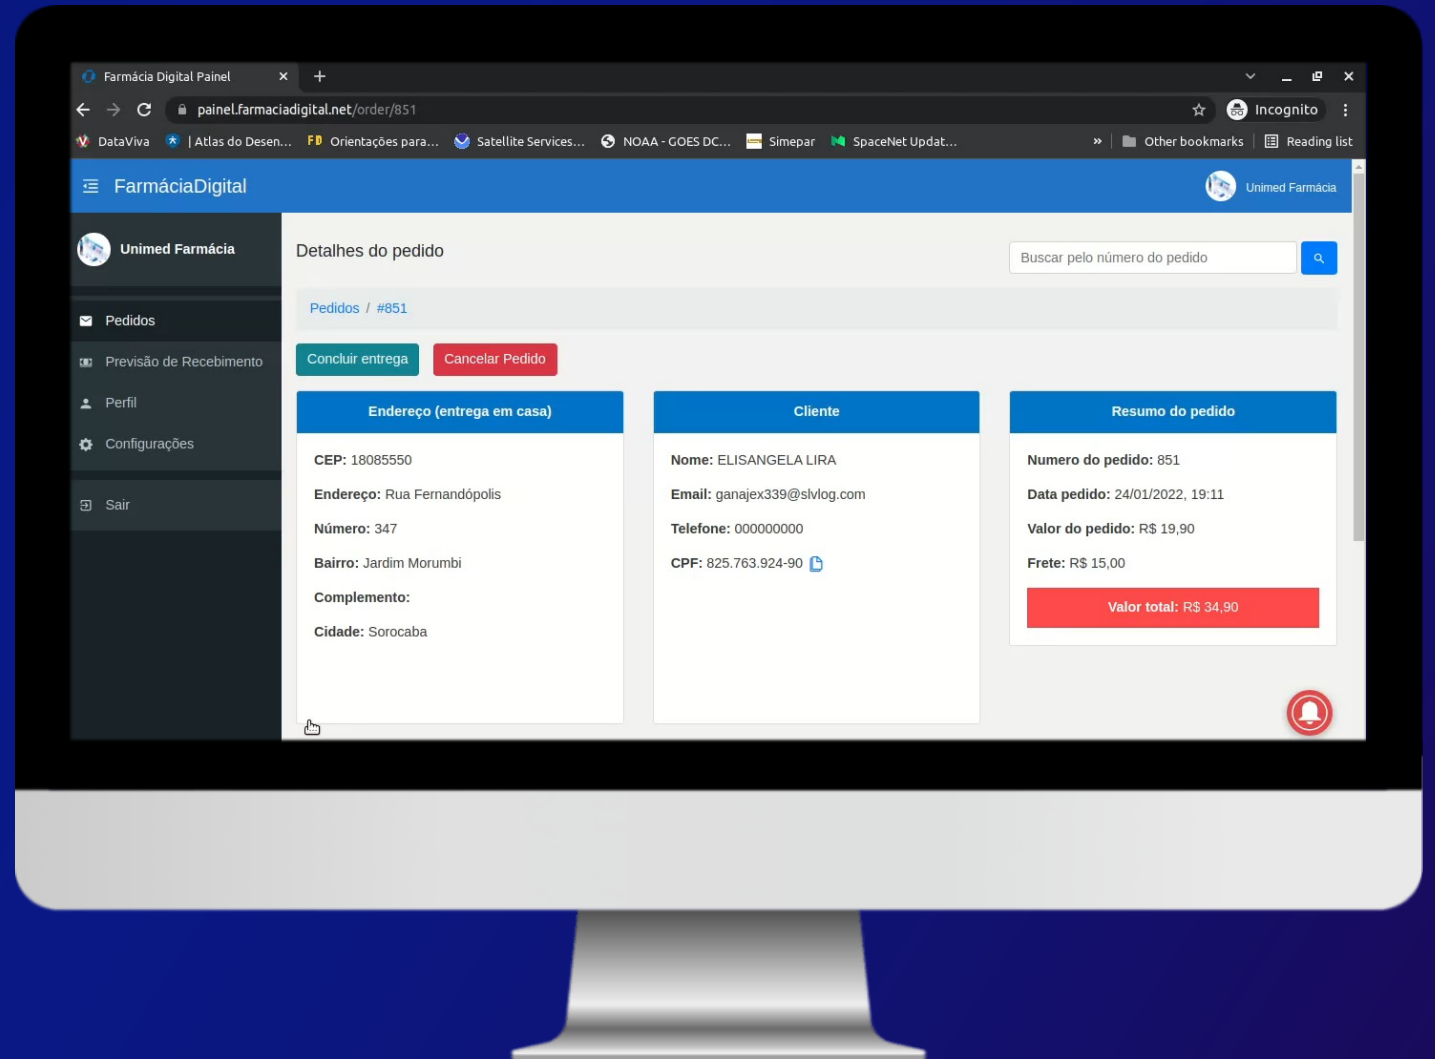 Farmácia Digital Painel
painel.farmaciadigital.net/order/851
Incognito
DataViva
| Atlas do Desen...
FD Orientações para...
Satellite Services...
NOAA - GOES DC...
Simepar
SpaceNet Updat...
»
Other bookmarks
Reading list
FarmáciaDigital
Unimed Farmácia
Unimed Farmácia
Pedidos
Previsão de Recebimento
Perfil
Configurações
Sair
Detalhes do pedido
Buscar pelo número do pedido
Pedidos / #851
Concluir entrega
Cancelar Pedido
Endereço (entrega em casa)
CEP: 18085550
Endereço: Rua Fernandópolis
Número: 347
Bairro: Jardim Morumbi
Complemento:
Cidade: Sorocaba
Cliente
Nome: ELISANGELA LIRA
Email: ganajex339@slvlog.com
Telefone: 000000000
CPF: 825.763.924-90
Resumo do pedido
Numero do pedido: 851
Data pedido: 24/01/2022, 19:11
Valor do pedido: R$ 19,90
Frete: R$ 15,00
Valor total: R$ 34,90